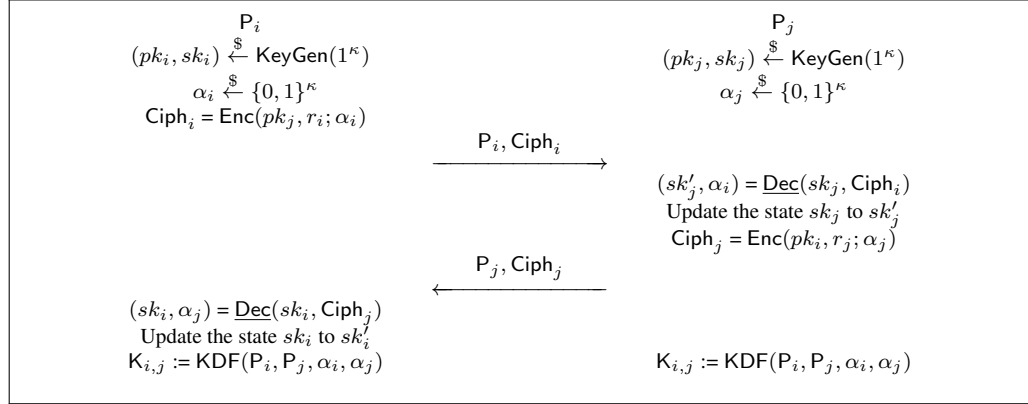 P_i P_j
(pk_i, sk_i) ←$ KeyGen(1^κ) (pk_j, sk_j) ←$ KeyGen(1^κ)
α_i ←$ {0, 1}^κ α_j ←$ {0, 1}^κ
Ciph_i = Enc(pk_j, r_i; α_i)
P_i, Ciph_i
(sk′_j, α_i) = Dec(sk_j, Ciph_i)
Update the state sk_j to sk′_j
Ciph_j = Enc(pk_i, r_j; α_j)
P_j, Ciph_j
(sk_i, α_j) = Dec(sk_i, Ciph_j)
Update the state sk_i to sk′_i
K_{i,j} := KDF(P_i, P_j, α_i, α_j) K_{i,j} := KDF(P_i, P_j, α_i, α_j)